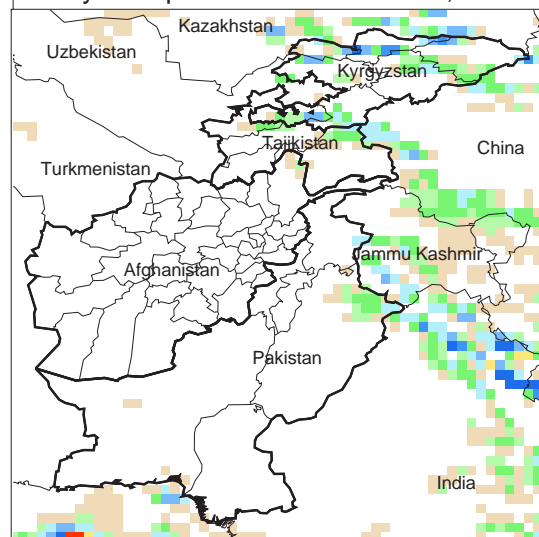 Kazakhstan
Uzbekistan
Kyrgyzstan
Tajikistan
China
Turkmenistan
Jammu Kashmir
Afghanistan
Pakistan
India